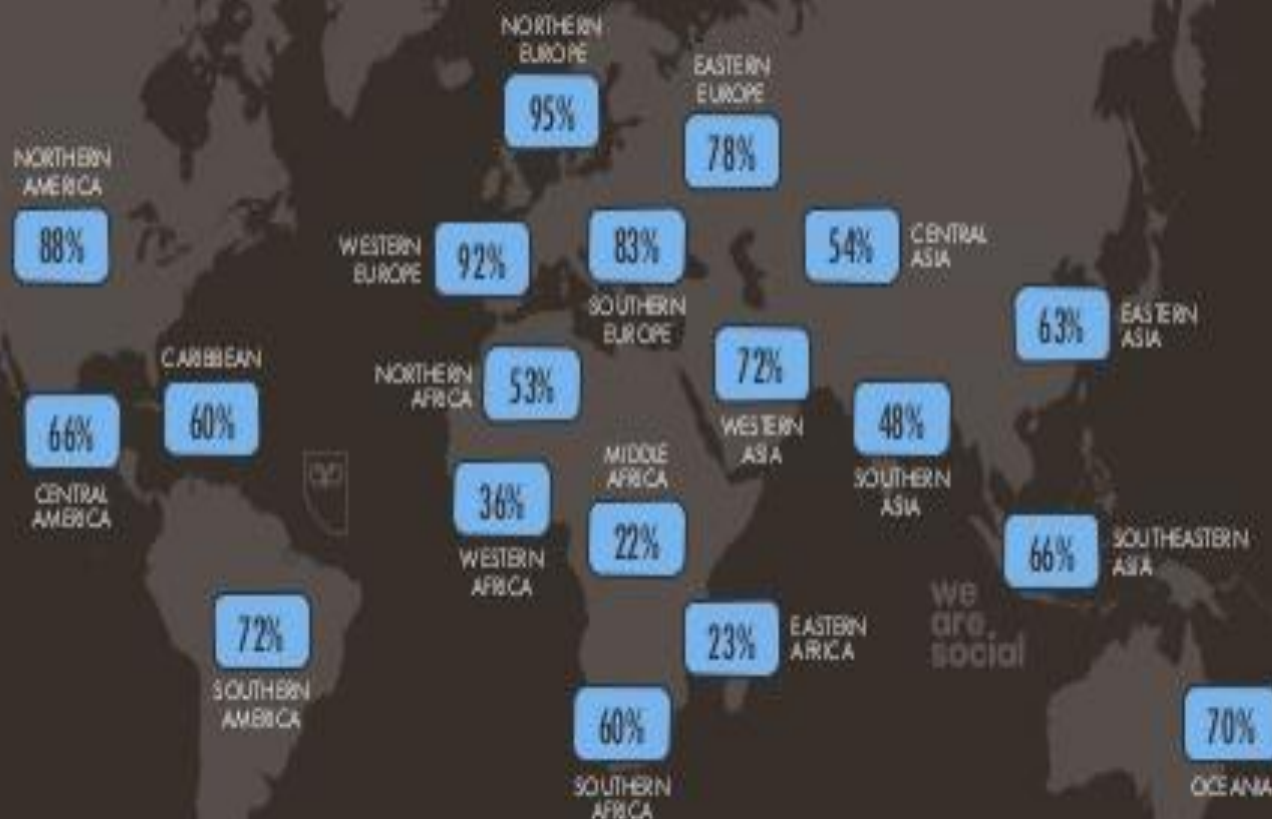 NORTHERN
EUROPE
95%
EASTERN
EUROPE
78%
NORTHERN
AMERICA
88%
WESTERN
EUROPE
92%
83%
SOUTHERN
EUROPE
54%
CENTRAL
ASIA
63%
EASTERN
ASIA
CARIBBEAN
60%
NORTHERN
AFRICA
53%
72%
WESTERN
ASIA
48%
SOUTHERN
ASIA
66%
CENTRAL
AMERICA
36%
WESTERN
AFRICA
MIDDLE
AFRICA
22%
66%
SOUTHEASTERN
ASIA
we
are.
social
72%
SOUTHERN
AMERICA
23%
EASTERN
AFRICA
60%
SOUTHERN
AFRICA
70%
OCEANIA